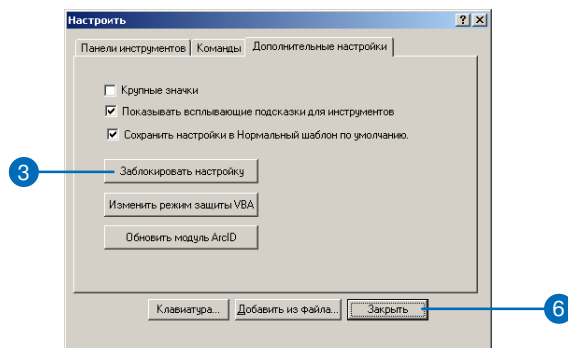 Настроить
Панели инструментов Команды Дополнительные настройки
Крупные значки
Показывать всплывающие подсказки для инструментов
Сохранить настройки в Нормальный шаблон по умолчанию.
3 Заблокировать настройку
Изменить режим защиты VBA
Обновить модуль ArcID
Клавиатура... Добавить из файла... Закрыть 6